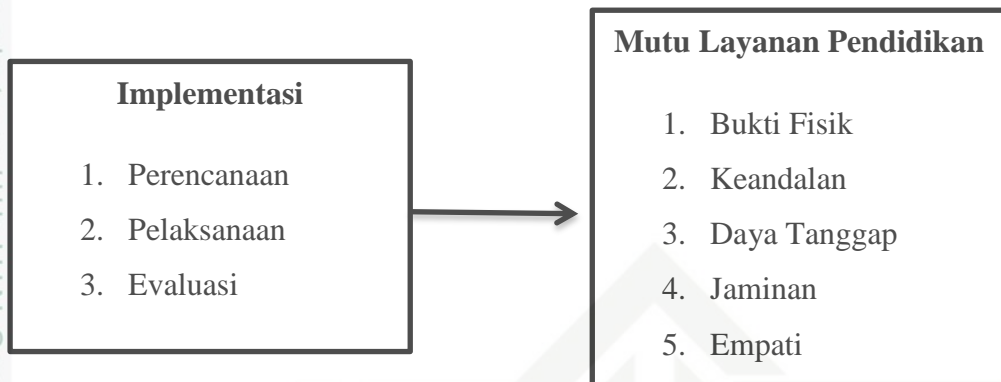 Implementasi
1. Perencanaan
2. Pelaksanaan
3. Evaluasi
Mutu Layanan Pendidikan
1. Bukti Fisik
2. Keandalan
3. Daya Tanggap
4. Jaminan
5. Empati